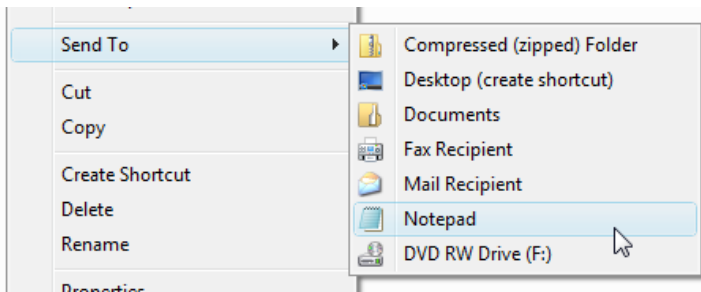 Send To
Cut
Copy
Create Shortcut
Delete
Rename
Properties
Compressed (zipped) Folder
Desktop (create shortcut)
Documents
Fax Recipient
Mail Recipient
Notepad
DVD RW Drive (F:)